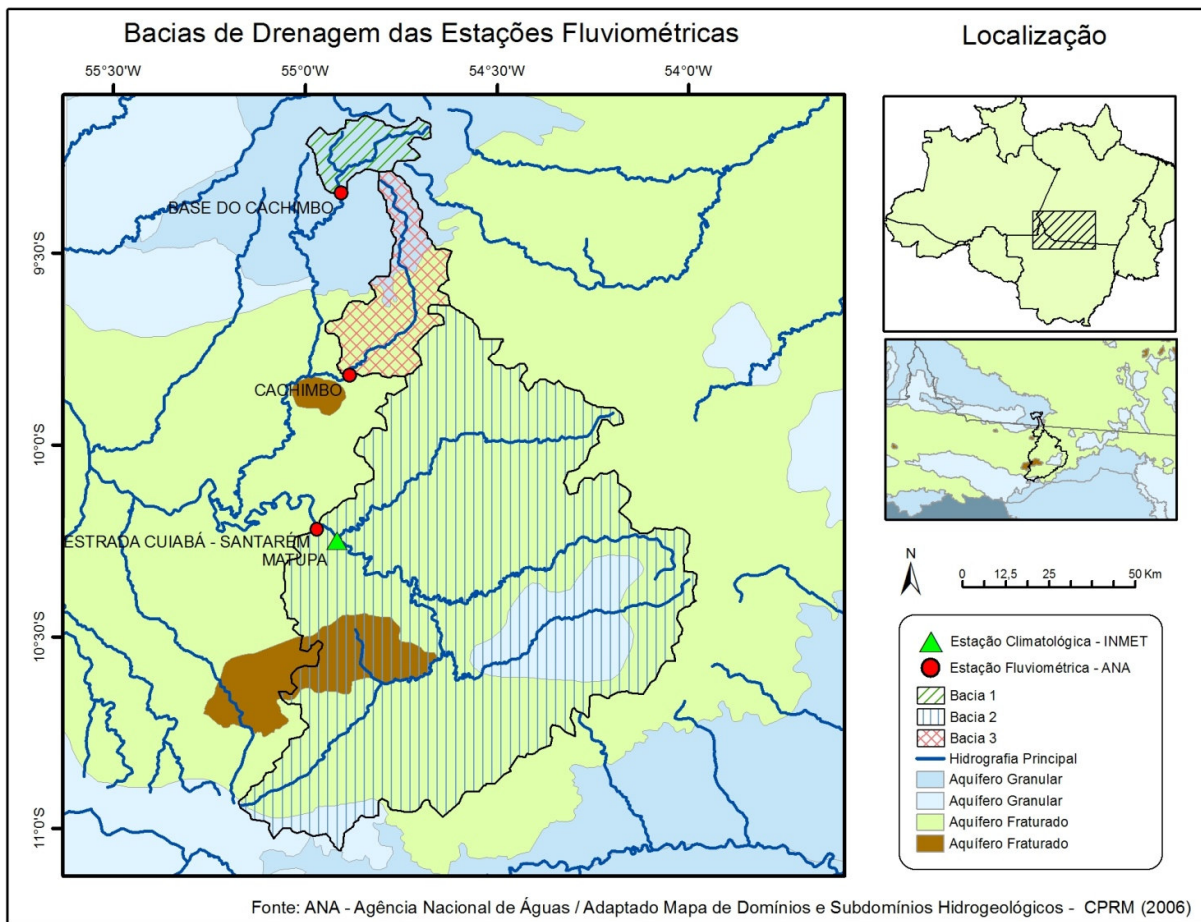 Bacias de Drenagem das Estações Fluviométricas
Localização
55°30'W 55°0'W 54°30'W 54°0'W
BASE DO CACHIMBO
9°30'S
CACHIMBO
10°0'S
ESTRADA CUIABÁ - SANTARÉM
MATUPA
10°30'S
11°0'S
N
0 12,5 25 50 Km
Estação Climatológica - INMET
Estação Fluviométrica - ANA
Bacia 1
Bacia 2
Bacia 3
Hidrografia Principal
Aquífero Granular
Aquífero Granular
Aquífero Fraturado
Aquífero Fraturado
Fonte: ANA - Agência Nacional de Águas / Adaptado Mapa de Domínios e Subdomínios Hidrogeológicos - CPRM (2006)